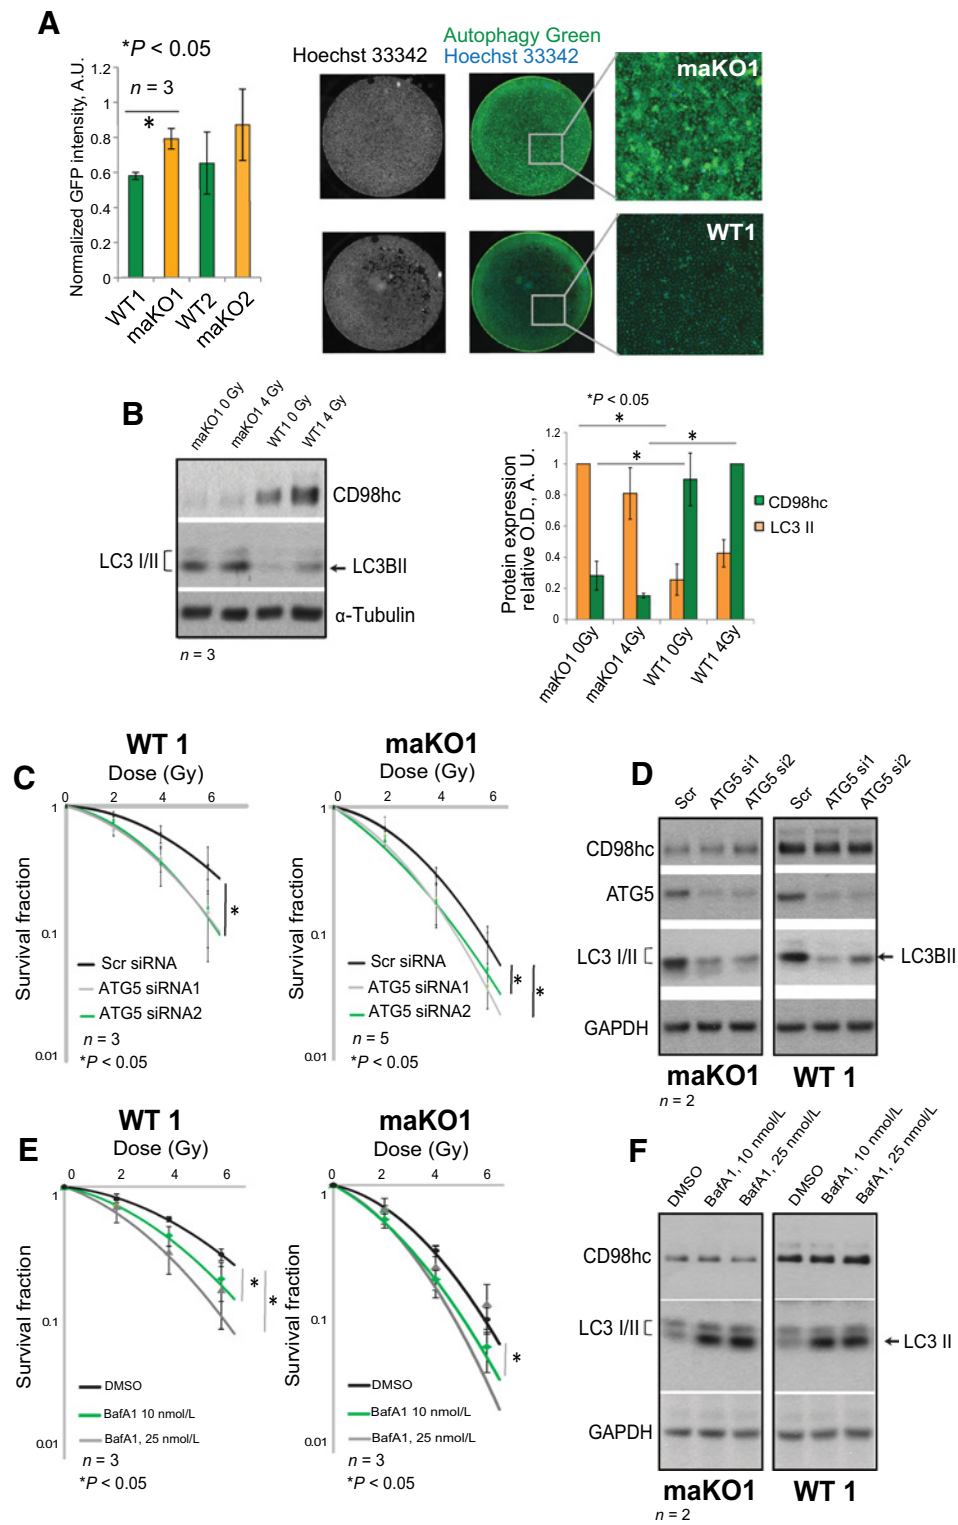 A
*P < 0.05
n = 3
*
Normalized GFP intensity, A.U.
1.2
1
0.8
0.6
0.4
0.2
0
WT1
maKO1
WT2
maKO2
Hoechst 33342
Autophagy Green
Hoechst 33342
maKO1
WT1
B
maKO1 0 Gy
maKO1 4 Gy
WT1 0 Gy
WT1 4 Gy
CD98hc
LC3 I/II
LC3BII
α-Tubulin
n = 3
*P < 0.05
*
*
*
Protein expression
relative O.D., A. U.
1.2
1
0.8
0.6
0.4
0.2
0
maKO1 0Gy
maKO1 4Gy
WT1 0Gy
WT1 4Gy
CD98hc
LC3 II
C
WT 1
Dose (Gy)
0 2 4 6
1
0.1
0.01
Survival fraction
*
Scr siRNA
ATG5 siRNA1
ATG5 siRNA2
n = 3
*P < 0.05
maKO1
Dose (Gy)
0 2 4 6
1
0.1
0.01
Survival fraction
*
*
Scr siRNA
ATG5 siRNA1
ATG5 siRNA2
n = 5
*P < 0.05
D
Scr
ATG5 si1
ATG5 si2
Scr
ATG5 si1
ATG5 si2
CD98hc
ATG5
LC3 I/II
LC3BII
GAPDH
maKO1
WT 1
n = 2
E
WT 1
Dose (Gy)
0 2 4 6
1
0.1
0.01
Survival fraction
*
*
DMSO
BafA1 10 nmol/L
BafA1, 25 nmol/L
n = 3
*P < 0.05
maKO1
Dose (Gy)
0 2 4 6
1
0.1
0.01
Survival fraction
*
DMSO
BafA1 10 nmol/L
BafA1, 25 nmol/L
n = 3
*P < 0.05
F
DMSO
BafA1, 10 nmol/L
BafA1, 25 nmol/L
DMSO
BafA1, 10 nmol/L
BafA1, 25 nmol/L
CD98hc
LC3 I/II
LC3 II
GAPDH
maKO1
WT 1
n = 2